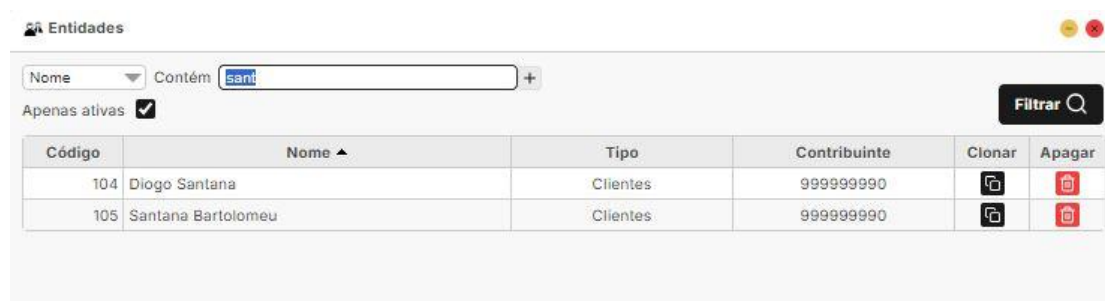 Entidades
Nome Contém sant +
Apenas ativas
Filtrar
Código Nome Tipo Contribuinte Clonar Apagar
104 Diogo Santana Clientes 999999990
105 Santana Bartolomeu Clientes 999999990